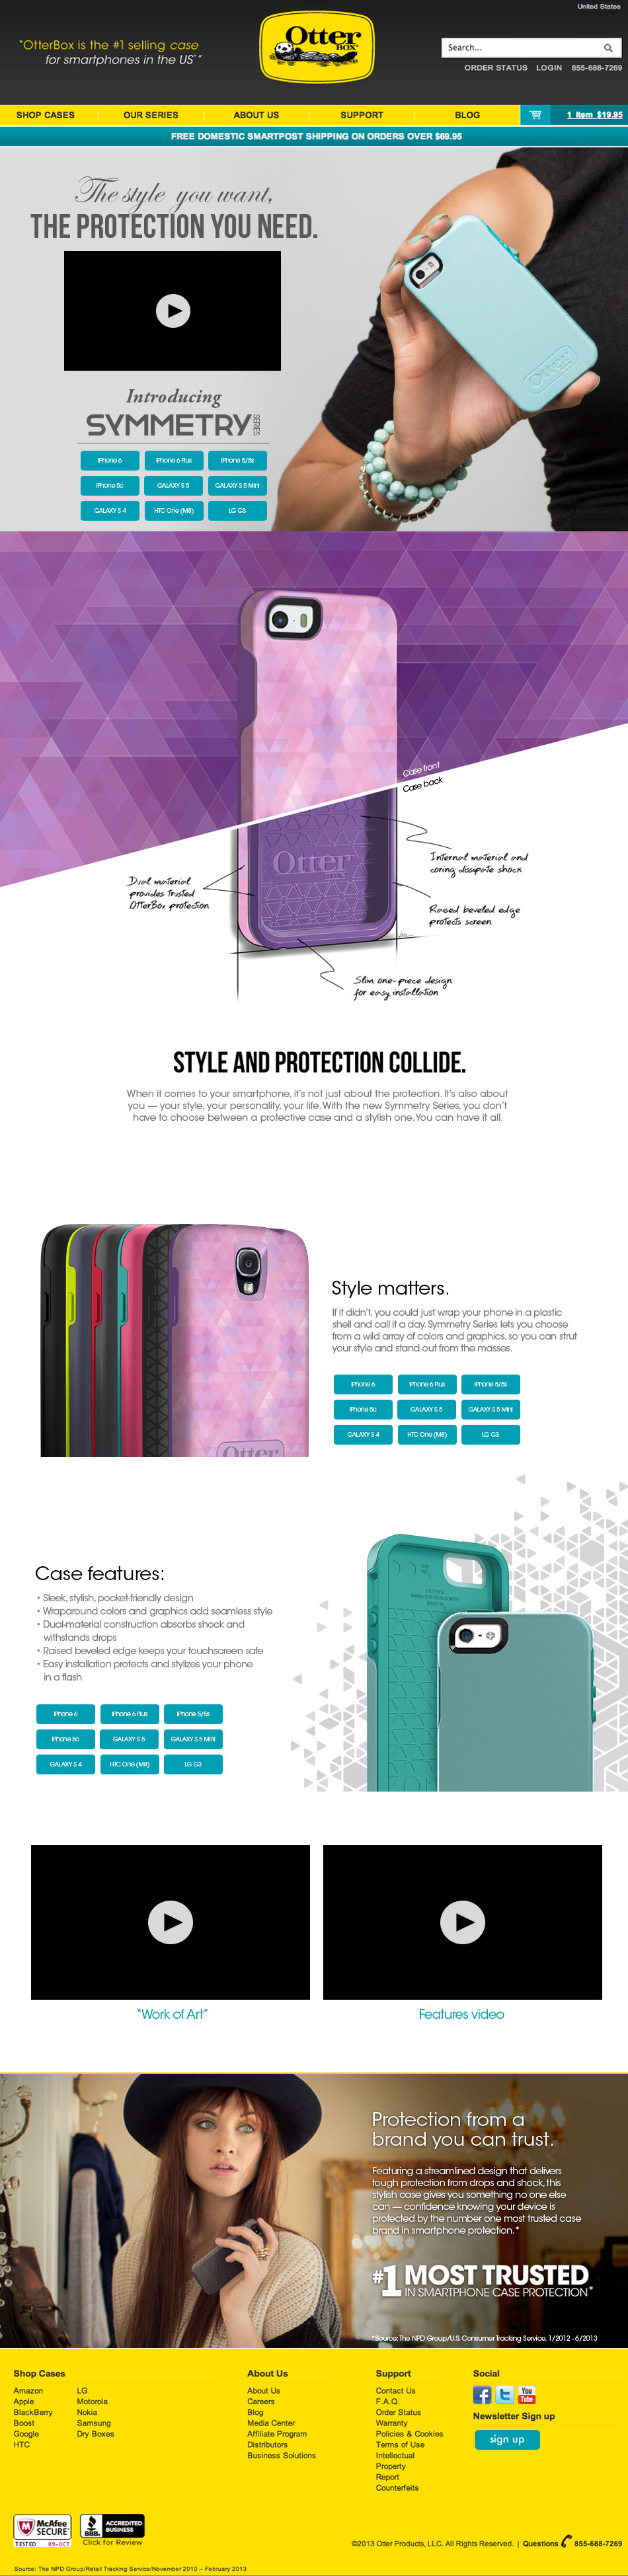 United States
"OtterBox is the #1 selling case
for smartphones in the US"
Otter
BOX
Search...
ORDER STATUS LOGIN 855-688-7269
SHOP CASES OUR SERIES ABOUT US SUPPORT BLOG 1 Item $19.95
FREE DOMESTIC SMARTPOST SHIPPING ON ORDERS OVER $69.95
The style you want,
THE PROTECTION YOU NEED.
Otter
Introducing
SYMMETRY SERIES
iPhone 6 iPhone 6 Plus iPhone 5/5s
iPhone 5c GALAXY S 5 GALAXY S 5 Mini
GALAXY S 4 HTC One (M8) LG G3
Case front
Case back
Otter
BOX
Internal material and
coring dissipate shock
Dual material
provides trusted
OtterBox protection
Raised beveled edge
protects screen
Slim one-piece design
for easy installation
STYLE AND PROTECTION COLLIDE.
When it comes to your smartphone, it's not just about the protection. It's also about
you — your style, your personality, your life. With the new Symmetry Series, you don't
have to choose between a protective case and a stylish one. You can have it all.
Style matters.
If it didn't, you could just wrap your phone in a plastic
shell and call it a day. Symmetry Series lets you choose
from a wild array of colors and graphics, so you can strut
your style and stand out from the masses.
iPhone 6 iPhone 6 Plus iPhone 5/5s
iPhone 5c GALAXY S 5 GALAXY S 5 Mini
GALAXY S 4 HTC One (M8) LG G3
Otter
Case features:
• Sleek, stylish, pocket-friendly design
• Wraparound colors and graphics add seamless style
• Dual-material construction absorbs shock and
withstands drops
• Raised beveled edge keeps your touchscreen safe
• Easy installation protects and stylizes your phone
in a flash
iPhone 6 iPhone 6 Plus iPhone 5/5s
iPhone 5c GALAXY S 5 GALAXY S 5 Mini
GALAXY S 4 HTC One (M8) LG G3
"Work of Art" Features video
Protection from a
brand you can trust.
Featuring a streamlined design that delivers
tough protection from drops and shock, this
stylish case gives you something no one else
can — confidence knowing your device is
protected by the number one most trusted case
brand in smartphone protection.*
#1 MOST TRUSTED
IN SMARTPHONE CASE PROTECTION*
*Source: The NPD Group/U.S. Consumer Tracking Service, 1/2012 - 6/2013
Shop Cases
Amazon
Apple
BlackBerry
Boost
Google
HTC
LG
Motorola
Nokia
Samsung
Dry Boxes
About Us
About Us
Careers
Blog
Media Center
Affiliate Program
Distributors
Business Solutions
Support
Contact Us
F.A.Q.
Order Status
Warranty
Policies & Cookies
Terms of Use
Intellectual
Property
Report
Counterfeits
Social
You
Tube
Newsletter Sign up
sign up
McAfee
SECURE
TESTED 09-OCT
BBB
ACCREDITED
BUSINESS
Click for Review
©2013 Otter Products, LLC. All Rights Reserved. | Questions 855-688-7269
Source: The NPD Group/Retail Tracking Service/November 2010 – February 2013